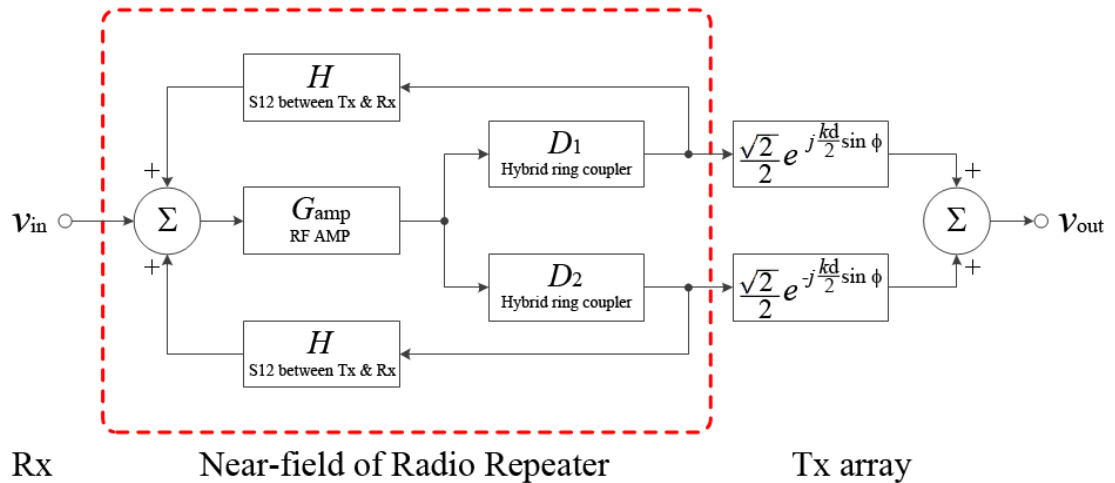 H
S12 between Tx & Rx
D1
Hybrid ring coupler
√2/2 e^{j kd/2 sin ϕ}
+
+
vin
Σ
Gamp
RF AMP
Σ
vout
+
+
D2
Hybrid ring coupler
√2/2 e^{-j kd/2 sin ϕ}
H
S12 between Tx & Rx
Rx
Near-field of Radio Repeater
Tx array